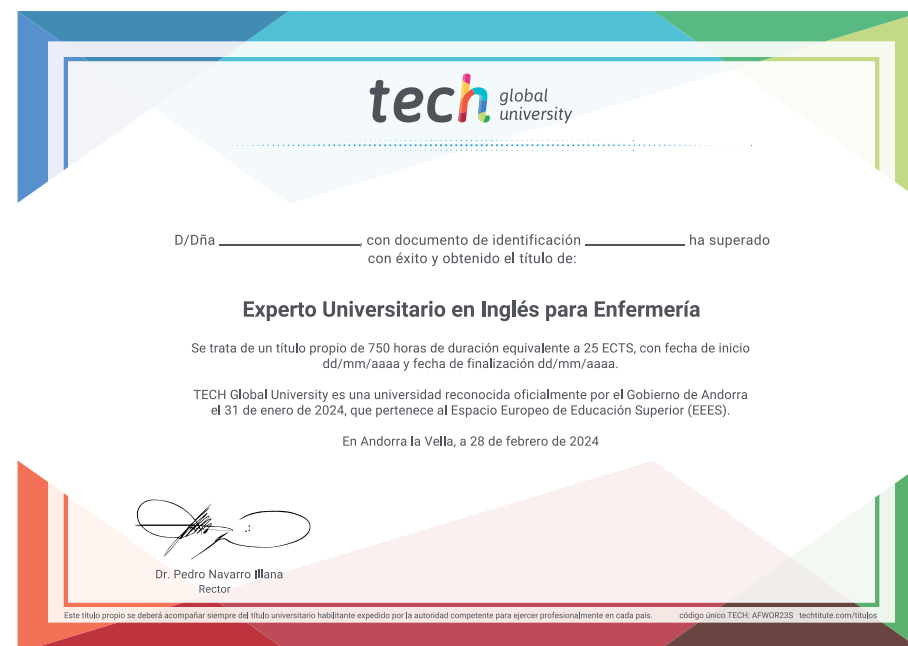 tech global
university
D/Dña ______________________, con documento de identificación ________________ ha superado
con éxito y obtenido el título de:
Experto Universitario en Inglés para Enfermería
Se trata de un título propio de 750 horas de duración equivalente a 25 ECTS, con fecha de inicio
dd/mm/aaaa y fecha de finalización dd/mm/aaaa.
TECH Global University es una universidad reconocida oficialmente por el Gobierno de Andorra
el 31 de enero de 2024, que pertenece al Espacio Europeo de Educación Superior (EEES).
En Andorra la Vella, a 28 de febrero de 2024
Dr. Pedro Navarro Illana
Rector
Este título propio se deberá acompañar siempre del título universitario habilitante expedido por la autoridad competente para ejercer profesionalmente en cada país. código único TECH: AFWOR23S techtitute.com/titulos